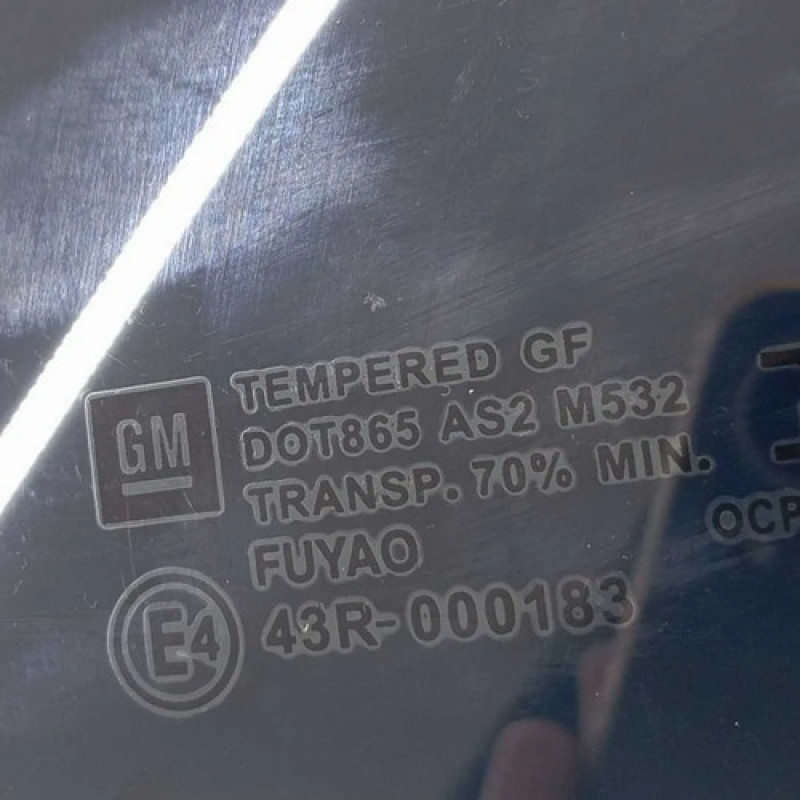 GM
TEMPERED GF
DOT865 AS2 M532
TRANSP. 70% MIN.
FUYAO
E4 43R-000183
OCP